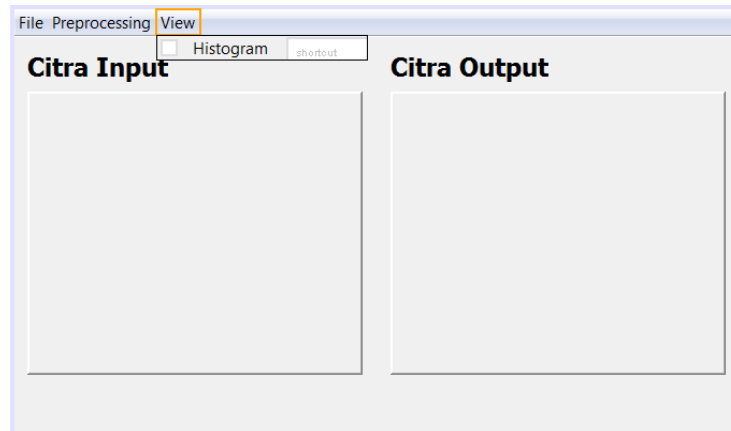 File Preprocessing View
Histogram shortcut
Citra Input Citra Output